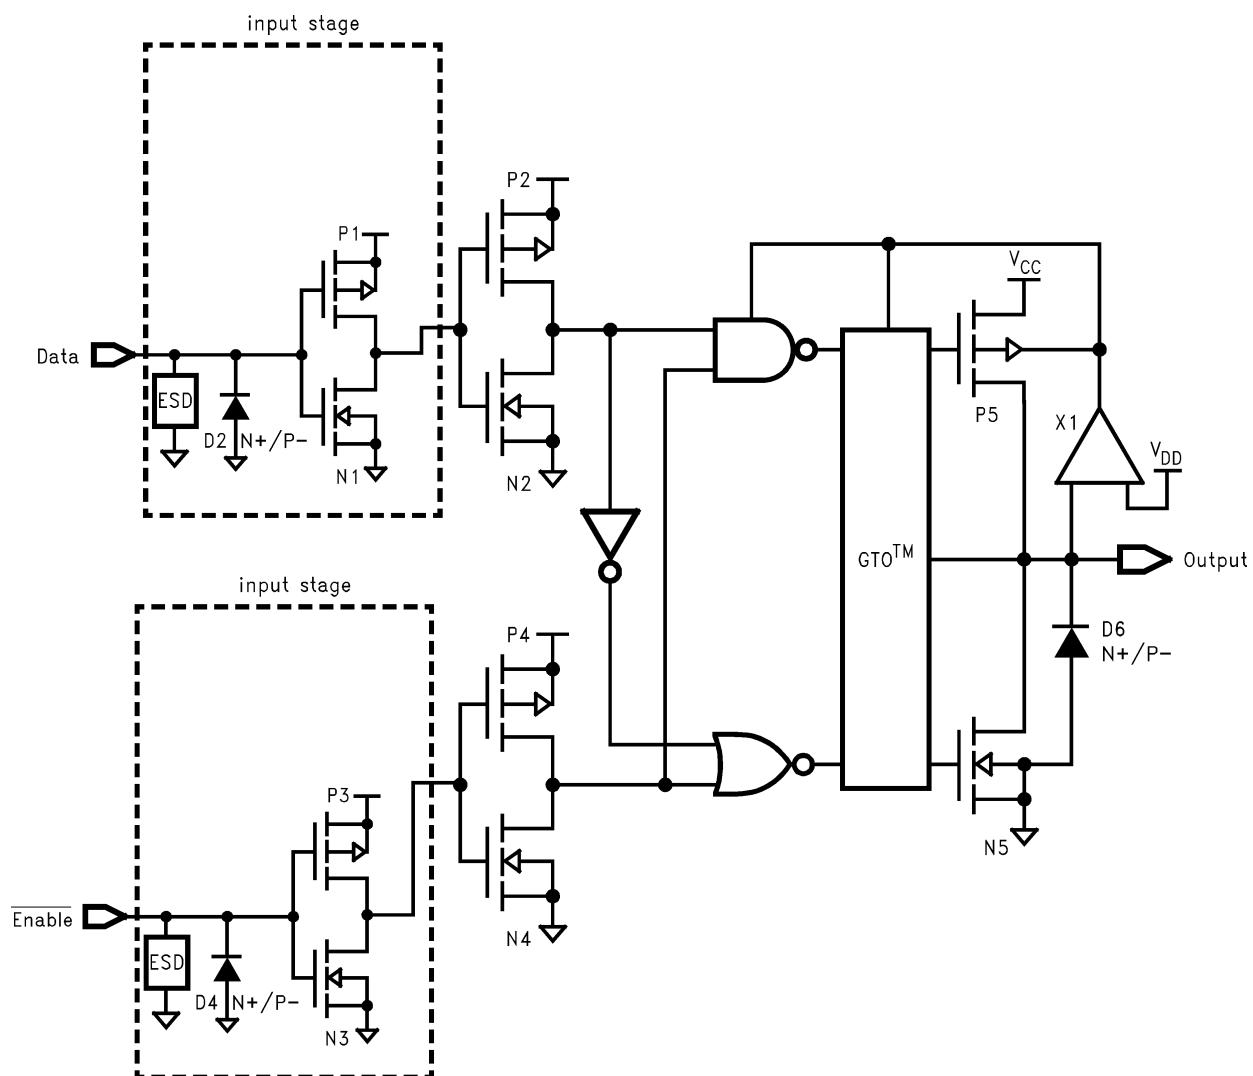 input stage
P2
P1
V_CC
Data
ESD
D2 N+/P-
N1
N2
P5
X1
V_DD
GTO™
Output
input stage
P4
D6
N+/P-
P3
N5
Enable
ESD
D4 N+/P-
N3
N4